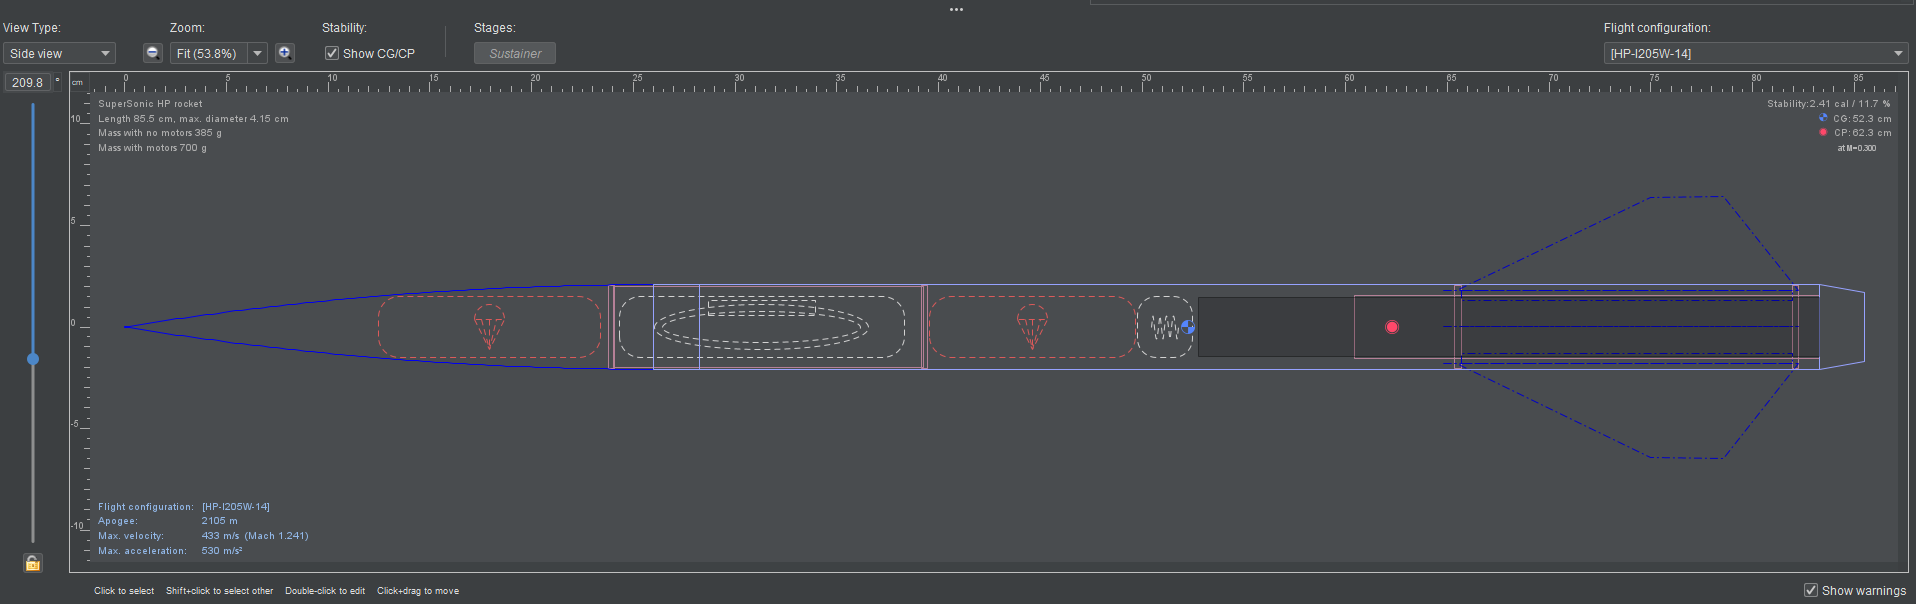 View Type:
Zoom:
Stability:
Stages:
Flight configuration:
Side view
Fit (53.8%)
Show CG/CP
Sustainer
[HP-I205W-14]
209.8 °
cm
0 5 10 15 20 25 30 35 40 45 50 55 60 65 70 75 80 85
10
5
0
-5
-10
SuperSonic HP rocket
Length 85.5 cm, max. diameter 4.15 cm
Mass with no motors 385 g
Mass with motors 700 g
Stability:2.41 cal / 11.7 %
CG:52.3 cm
CP:62.3 cm
at M=0.300
Flight configuration: [HP-I205W-14]
Apogee: 2105 m
Max. velocity: 433 m/s (Mach 1.241)
Max. acceleration: 530 m/s²
Click to select Shift+click to select other Double-click to edit Click+drag to move
Show warnings